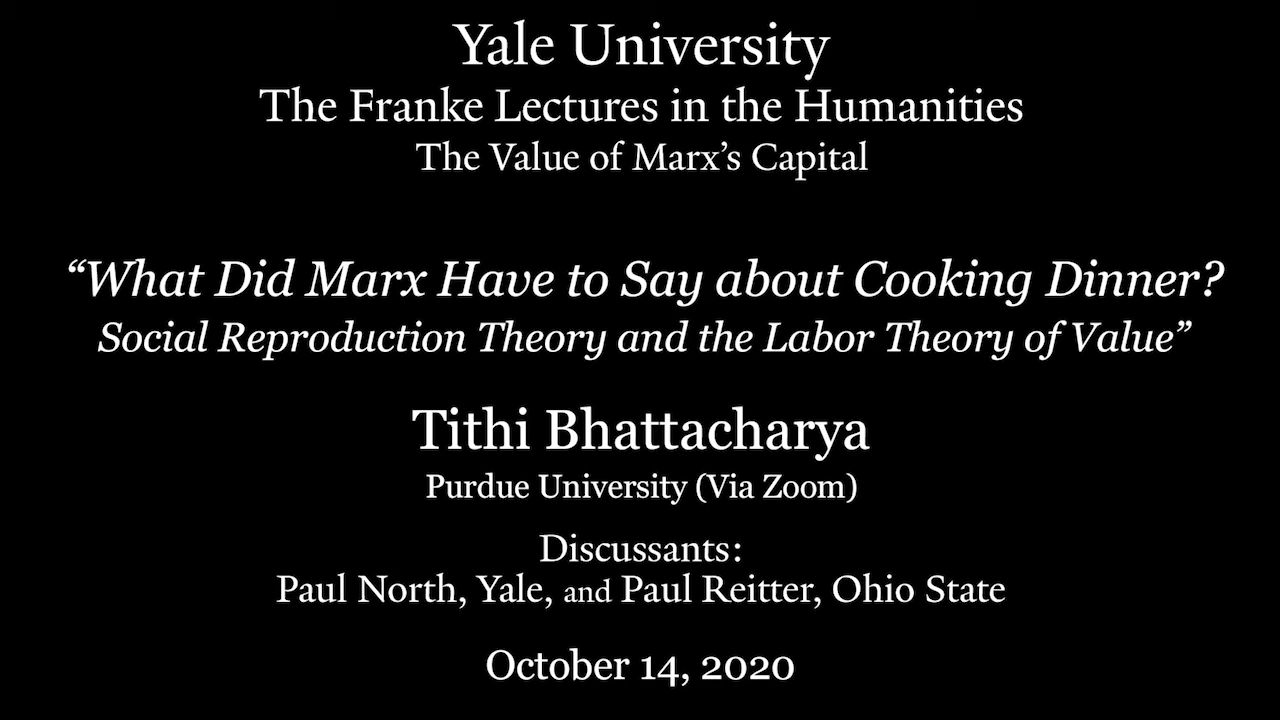 Yale University
The Franke Lectures in the Humanities
The Value of Marx’s Capital
“What Did Marx Have to Say about Cooking Dinner?
Social Reproduction Theory and the Labor Theory of Value”
Tithi Bhattacharya
Purdue University (Via Zoom)
Discussants:
Paul North, Yale, and Paul Reitter, Ohio State
October 14, 2020